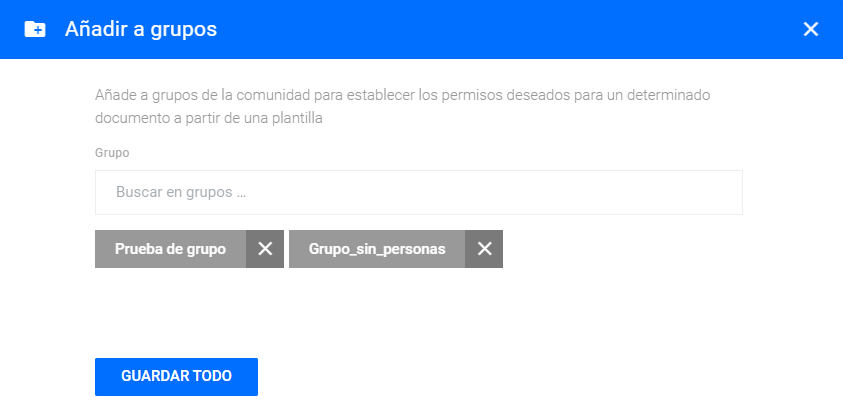 Añadir a grupos
Añade a grupos de la comunidad para establecer los permisos deseados para un determinado
documento a partir de una plantilla
Grupo
Buscar en grupos ...
Prueba de grupo
Grupo_sin_personas
GUARDAR TODO